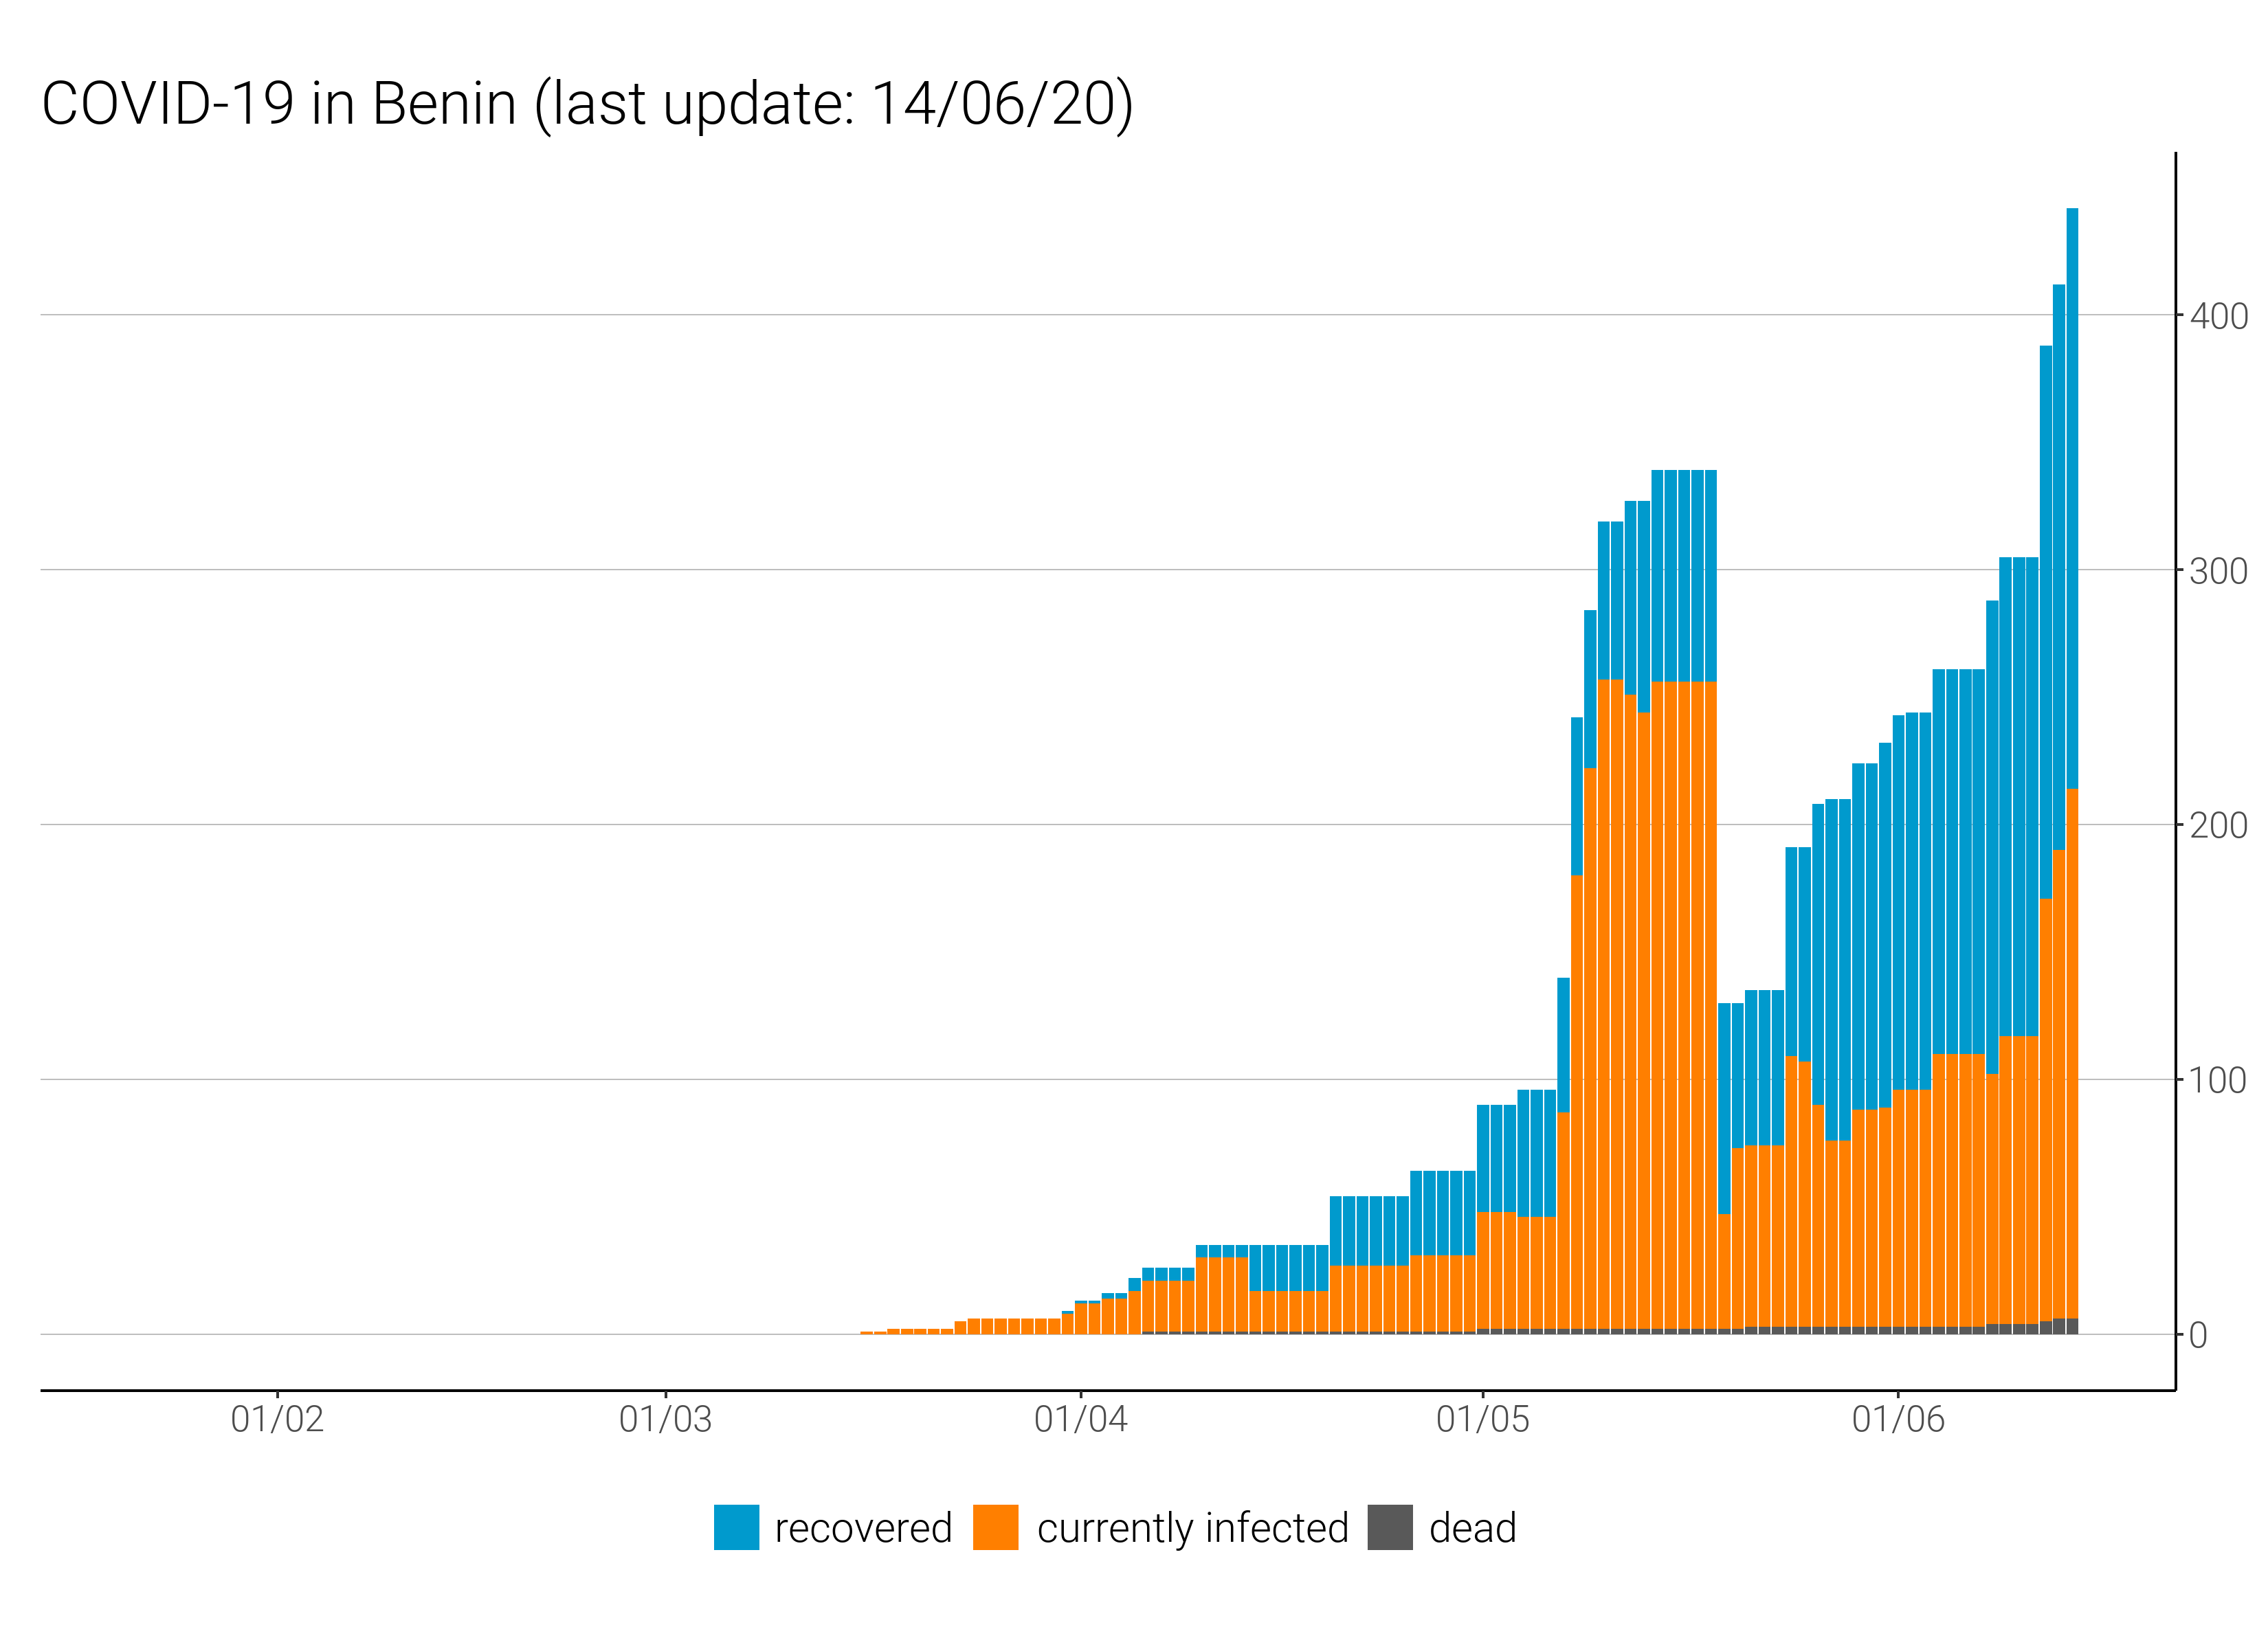 COVID-19 in Benin (last update: 14/06/20)
400
300
200
100
0
01/02 01/03 01/04 01/05 01/06
recovered currently infected dead